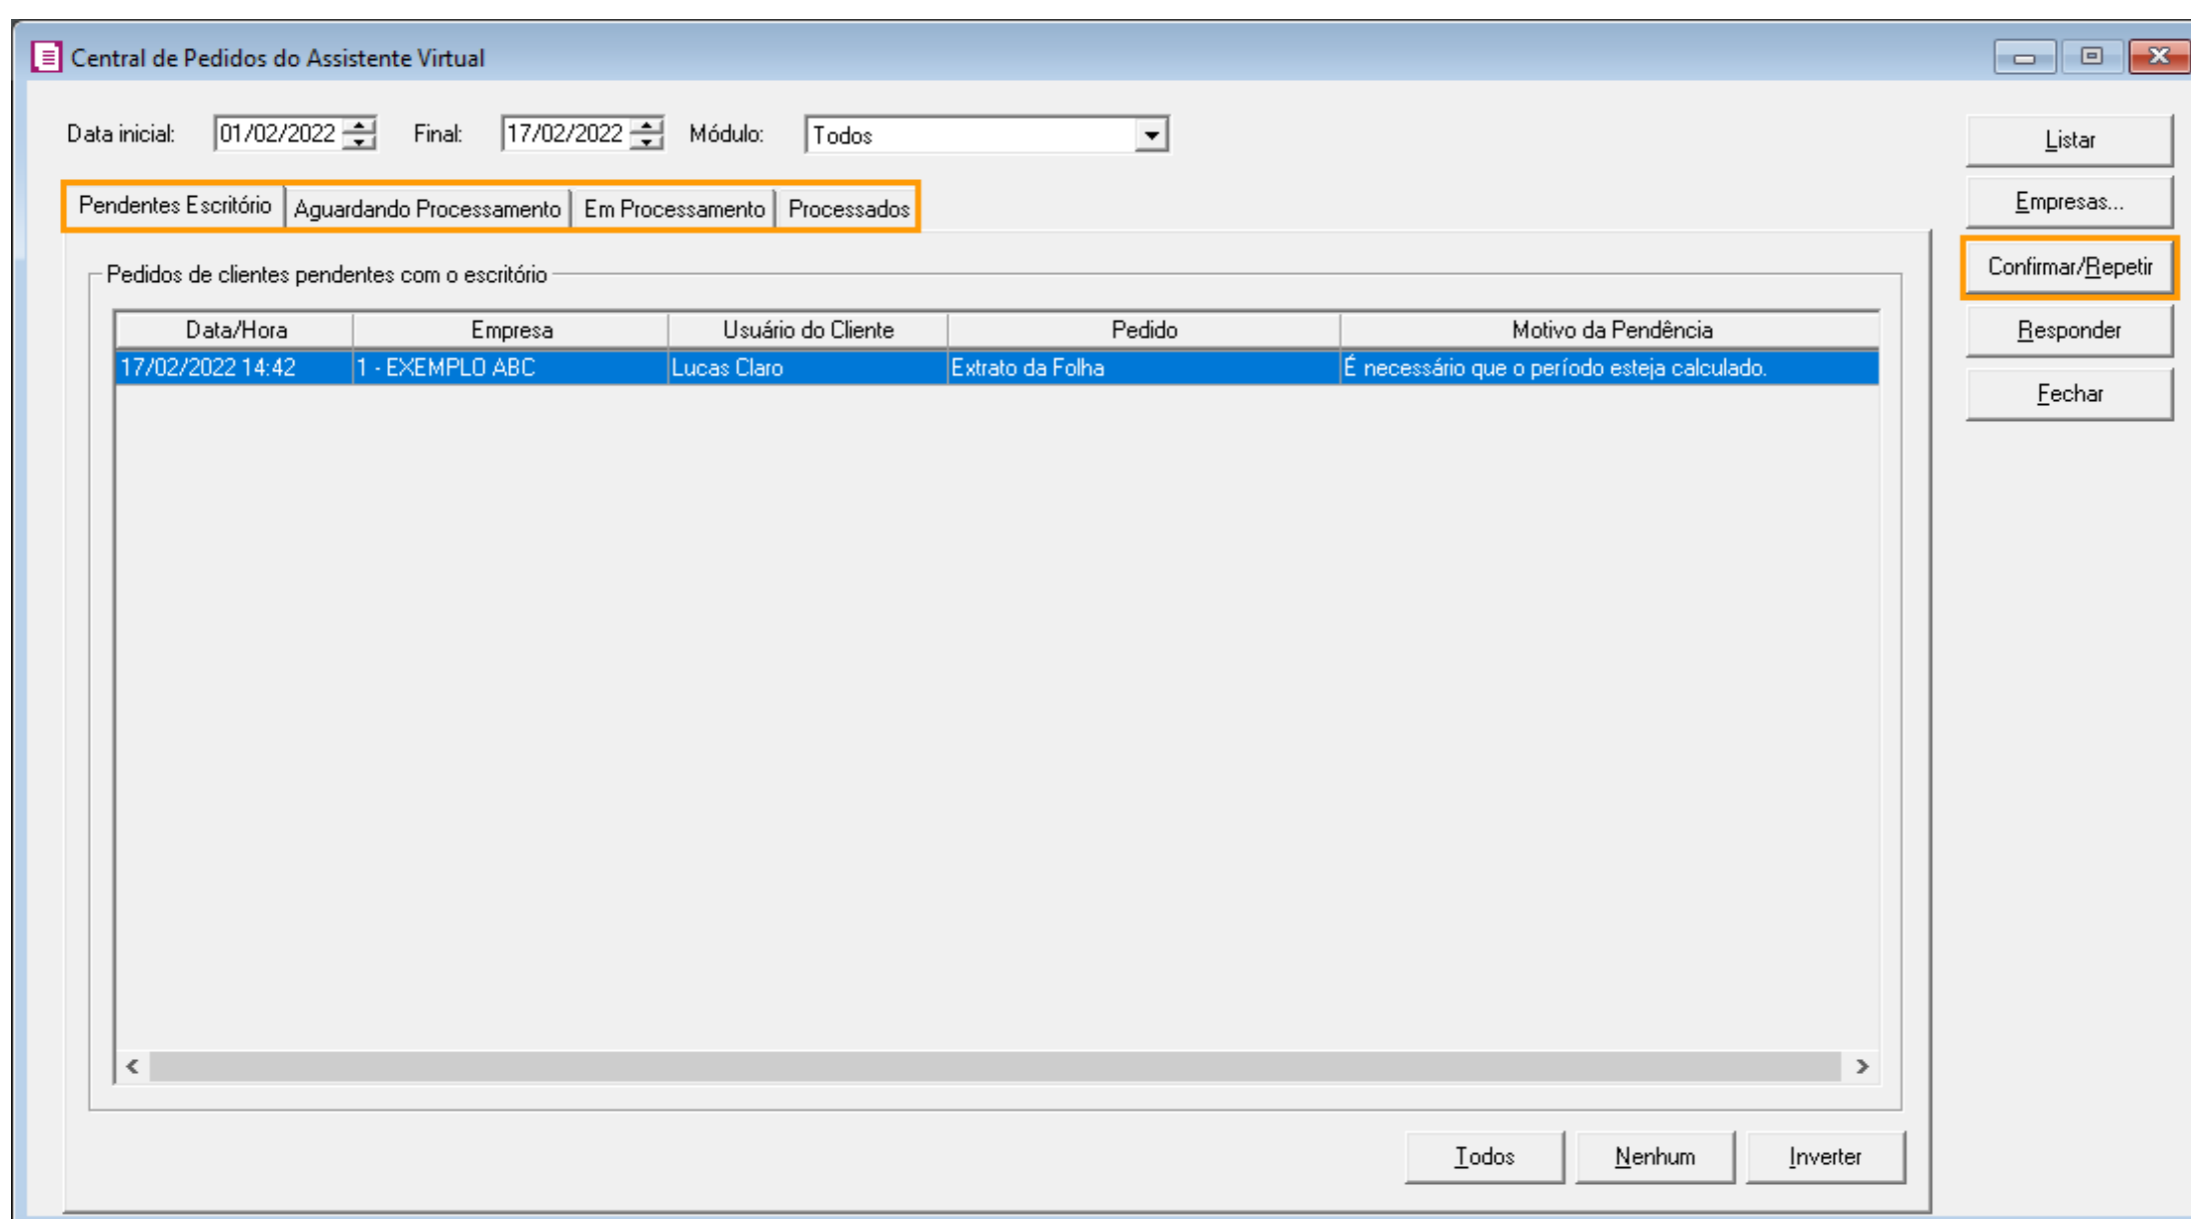 Central de Pedidos do Assistente Virtual
Data inicial: 01/02/2022 Final: 17/02/2022 Módulo: Todos
Listar
Pendentes Escritório Aguardando Processamento Em Processamento Processados
Empresas...
Confirmar/Repetir
Pedidos de clientes pendentes com o escritório
Data/Hora Empresa Usuário do Cliente Pedido Motivo da Pendência
Responder
17/02/2022 14:42 1 - EXEMPLO ABC Lucas Claro Extrato da Folha É necessário que o período esteja calculado.
Fechar
Todos Nenhum Inverter